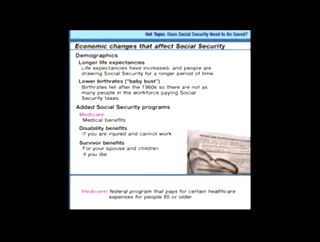 Hot Topic: Does Social Security Need to Be Saved?
Economic changes that affect Social Security
Demographics
Longer life expectancies
Life expectancies have increased, and people are
drawing Social Security for a longer period of time.
Lower birthrates ("baby bust")
Birthrates fell after the 1960s so there are not as
many people in the workforce paying Social
Security taxes.
Added Social Security programs
Medicare
Medical benefits
Disability benefits
If you are injured and cannot work
Survivor benefits
For your spouse and children
if you die
Medicare: federal program that pays for certain healthcare
expenses for people 65 or older